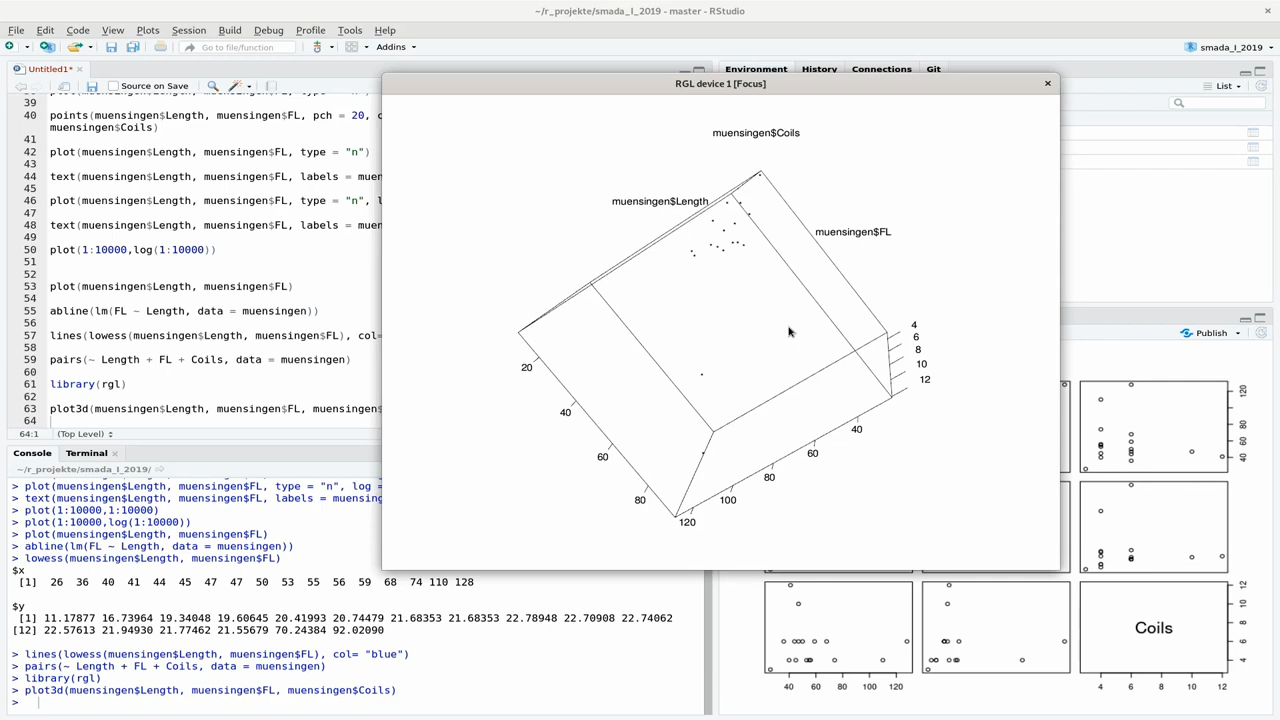 ~/r_projekte/smada_I_2019 - master - RStudio
File Edit Code View Plots Session Build Debug Profile Tools Help
Go to file/function Addins smada_I_2019
Untitled1* Environment History Connections Git
Source on Save List
RGL device 1 [Focus]
39
40 points(muensingen$Length, muensingen$FL, pch = 20,
muensingen$Coils)
41
42 plot(muensingen$Length, muensingen$FL, type = "n")
43
44 text(muensingen$Length, muensingen$FL, labels =
45
46 plot(muensingen$Length, muensingen$FL, type = "n",
47
48 text(muensingen$Length, muensingen$FL, labels =
49
50 plot(1:10000,log(1:10000))
51
52
53 plot(muensingen$Length, muensingen$FL)
54
55 abline(lm(FL ~ Length, data = muensingen))
56
57 lines(lowess(muensingen$Length, muensingen$FL), col=
58
59 pairs(~ Length + FL + Coils, data = muensingen)
60
61 library(rgl)
62
63 plot3d(muensingen$Length, muensingen$FL,
64
64:1 (Top Level)
muensingen$Coils
muensingen$Length
muensingen$FL
4
6
8
10
12
20
40
60
80
40
60
80
100
120
Publish
Console Terminal
~/r_projekte/smada_I_2019/
> plot(muensingen$Length, muensingen$FL, type = "n", log =
> text(muensingen$Length, muensingen$FL, labels =
> plot(1:10000,1:10000)
> plot(1:10000,log(1:10000))
> plot(muensingen$Length, muensingen$FL)
> abline(lm(FL ~ Length, data = muensingen))
> lowess(muensingen$Length, muensingen$FL)
$x
[1] 26 36 40 41 44 45 47 47 50 53 55 56 59 68 74 110 128
$y
[1] 11.17877 16.73964 19.34048 19.60645 20.41993 20.74479 21.68353 21.68353 22.78948 22.70908 22.74062
[12] 22.57613 21.94930 21.77462 21.55679 70.24384 92.02090
> lines(lowess(muensingen$Length, muensingen$FL), col= "blue")
> pairs(~ Length + FL + Coils, data = muensingen)
> library(rgl)
> plot3d(muensingen$Length, muensingen$FL, muensingen$Coils)
>
40 60 80 120
20 40 60 80
Coils
4 6 8 10 12
40 60 80 100 120
20 40 60 80
4 6 8 10 12